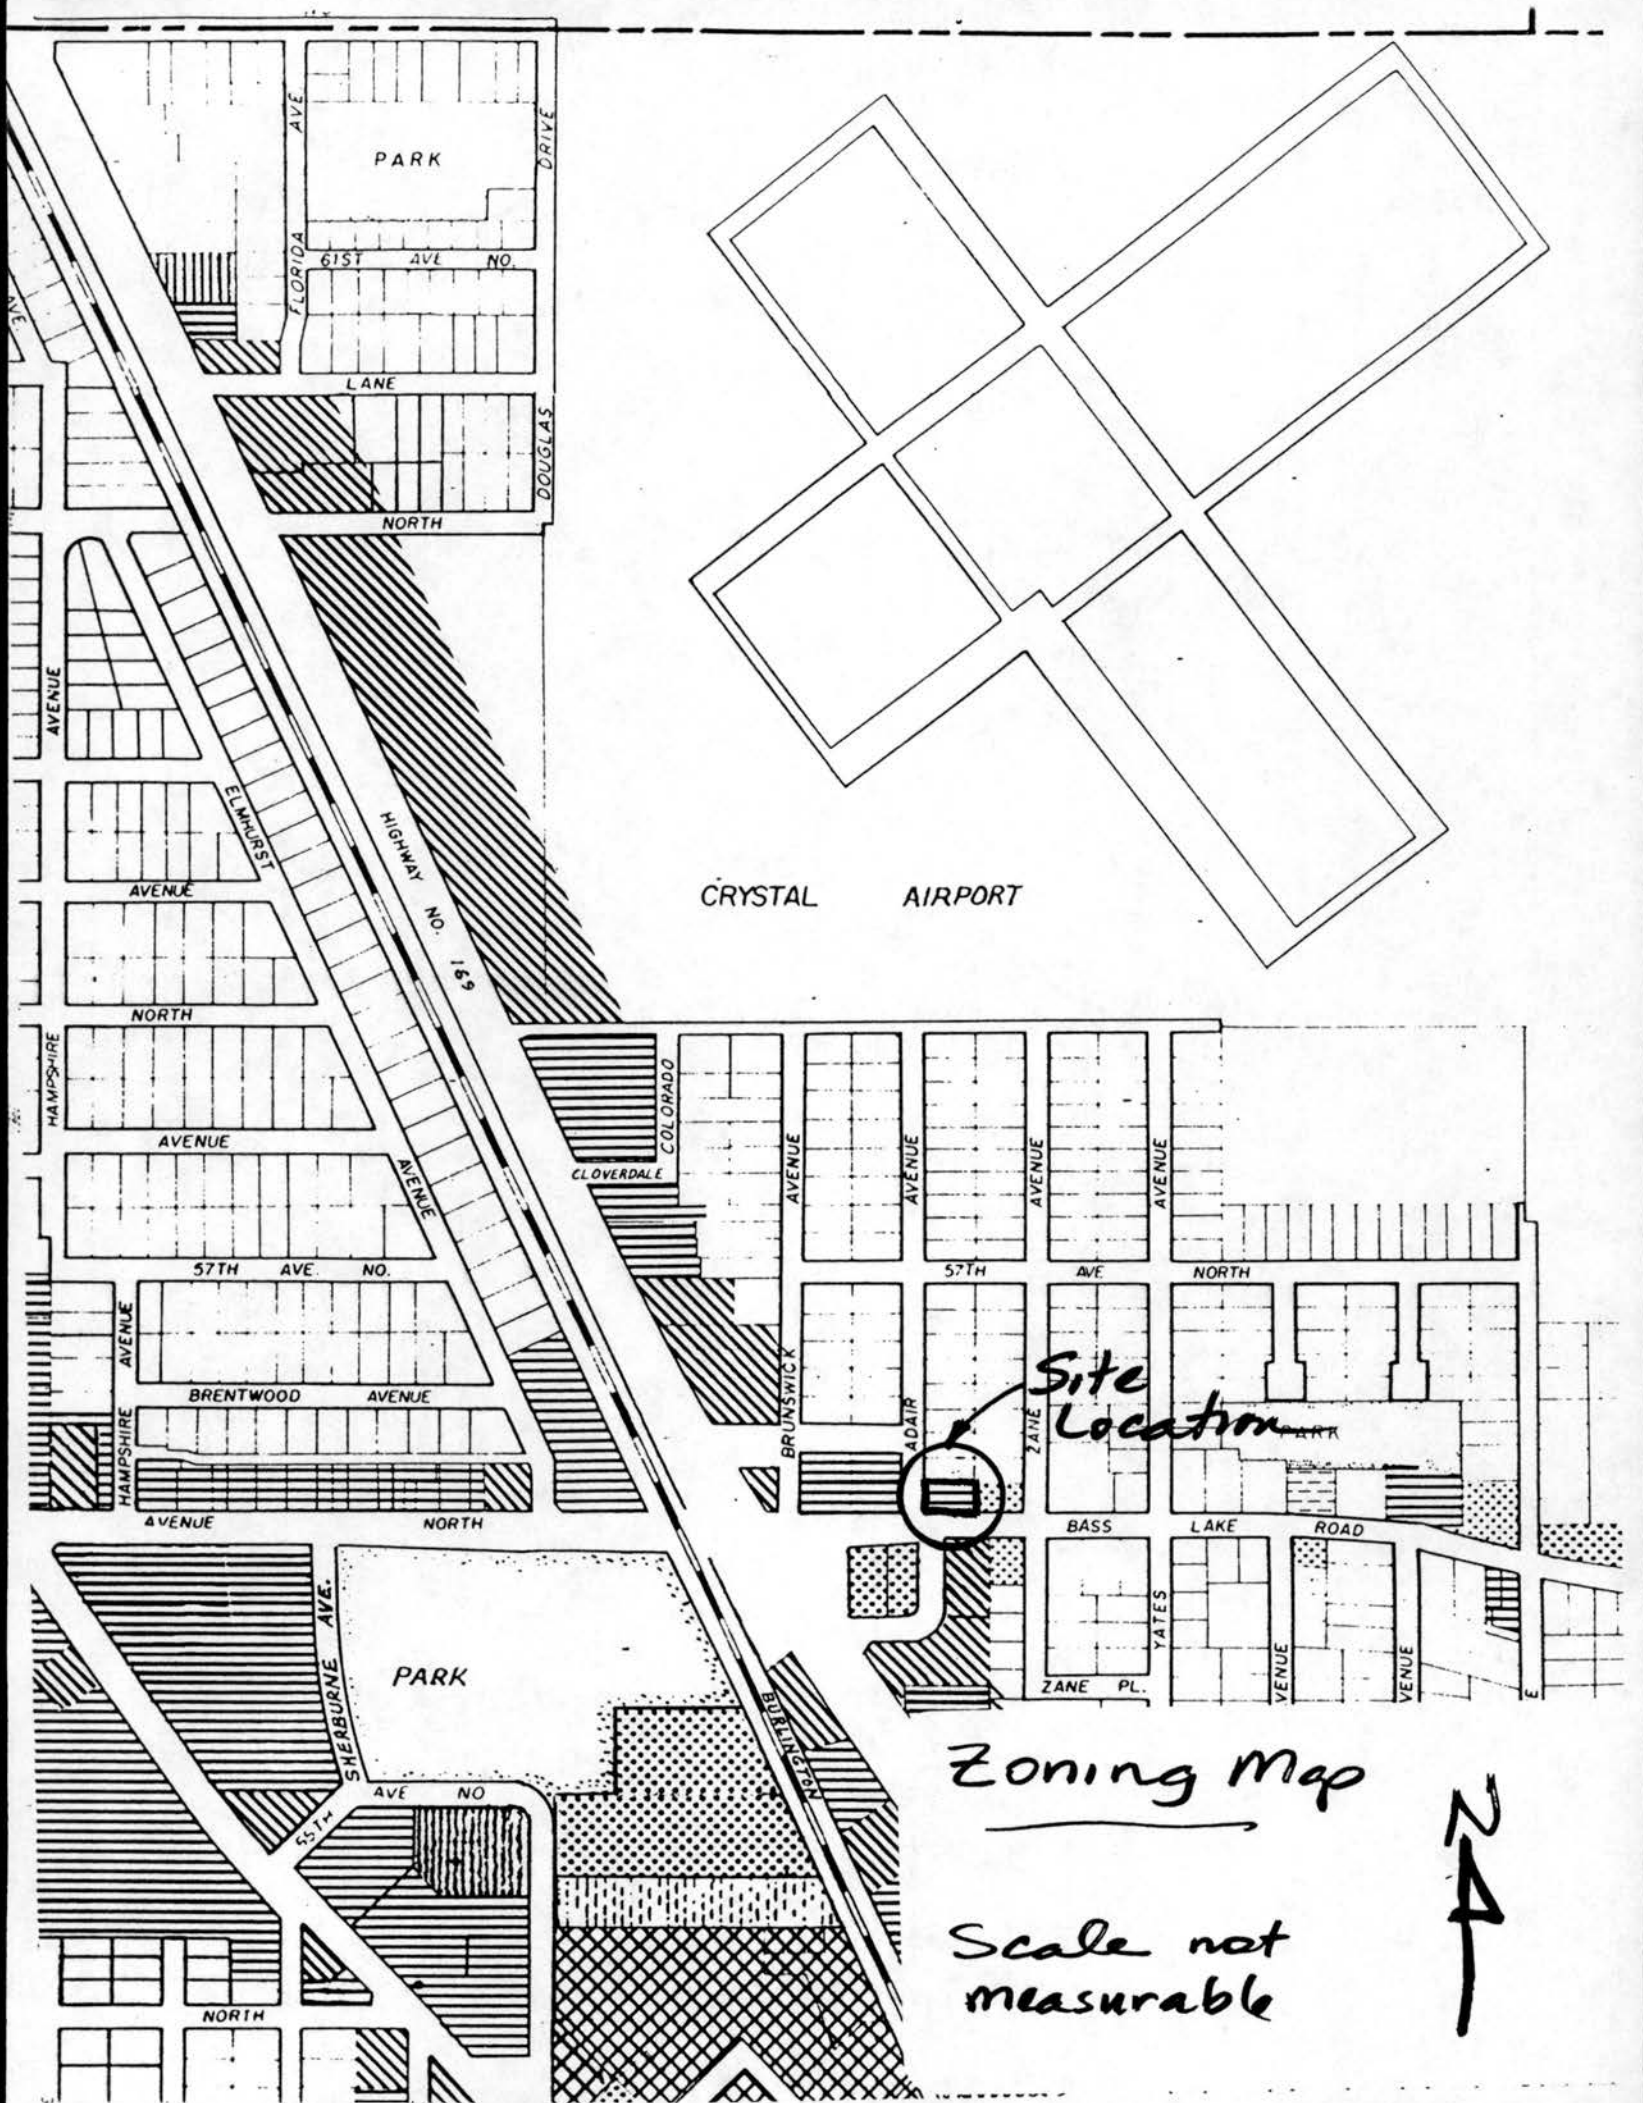 AVE
PARK
DRIVE
FLORIDA
61ST AVE NO.
AVE.
LANE
DOUGLAS
NORTH
AVENUE
ELMHURST
HIGHWAY NO. 169
AVENUE
CRYSTAL AIRPORT
NORTH
HAMPSHIRE
COLORADO
AVENUE
AVENUE
CLOVERDALE
AVENUE
AVENUE
AVENUE
AVENUE
57TH AVE. NO.
57TH AVE NORTH
AVENUE
BRENTWOOD AVENUE
BRUNSWICK
ADAIR
ZANE
Site
Location
PARK
HAMPSHIRE
AVENUE NORTH
BASS LAKE ROAD
SHERBURNE AVE.
PARK
YATES
VENUE
VENUE
E
ZANE PL.
BURLINGTON
Zoning Map
AVE NO
55TH
N
Scale not
measurable
NORTH